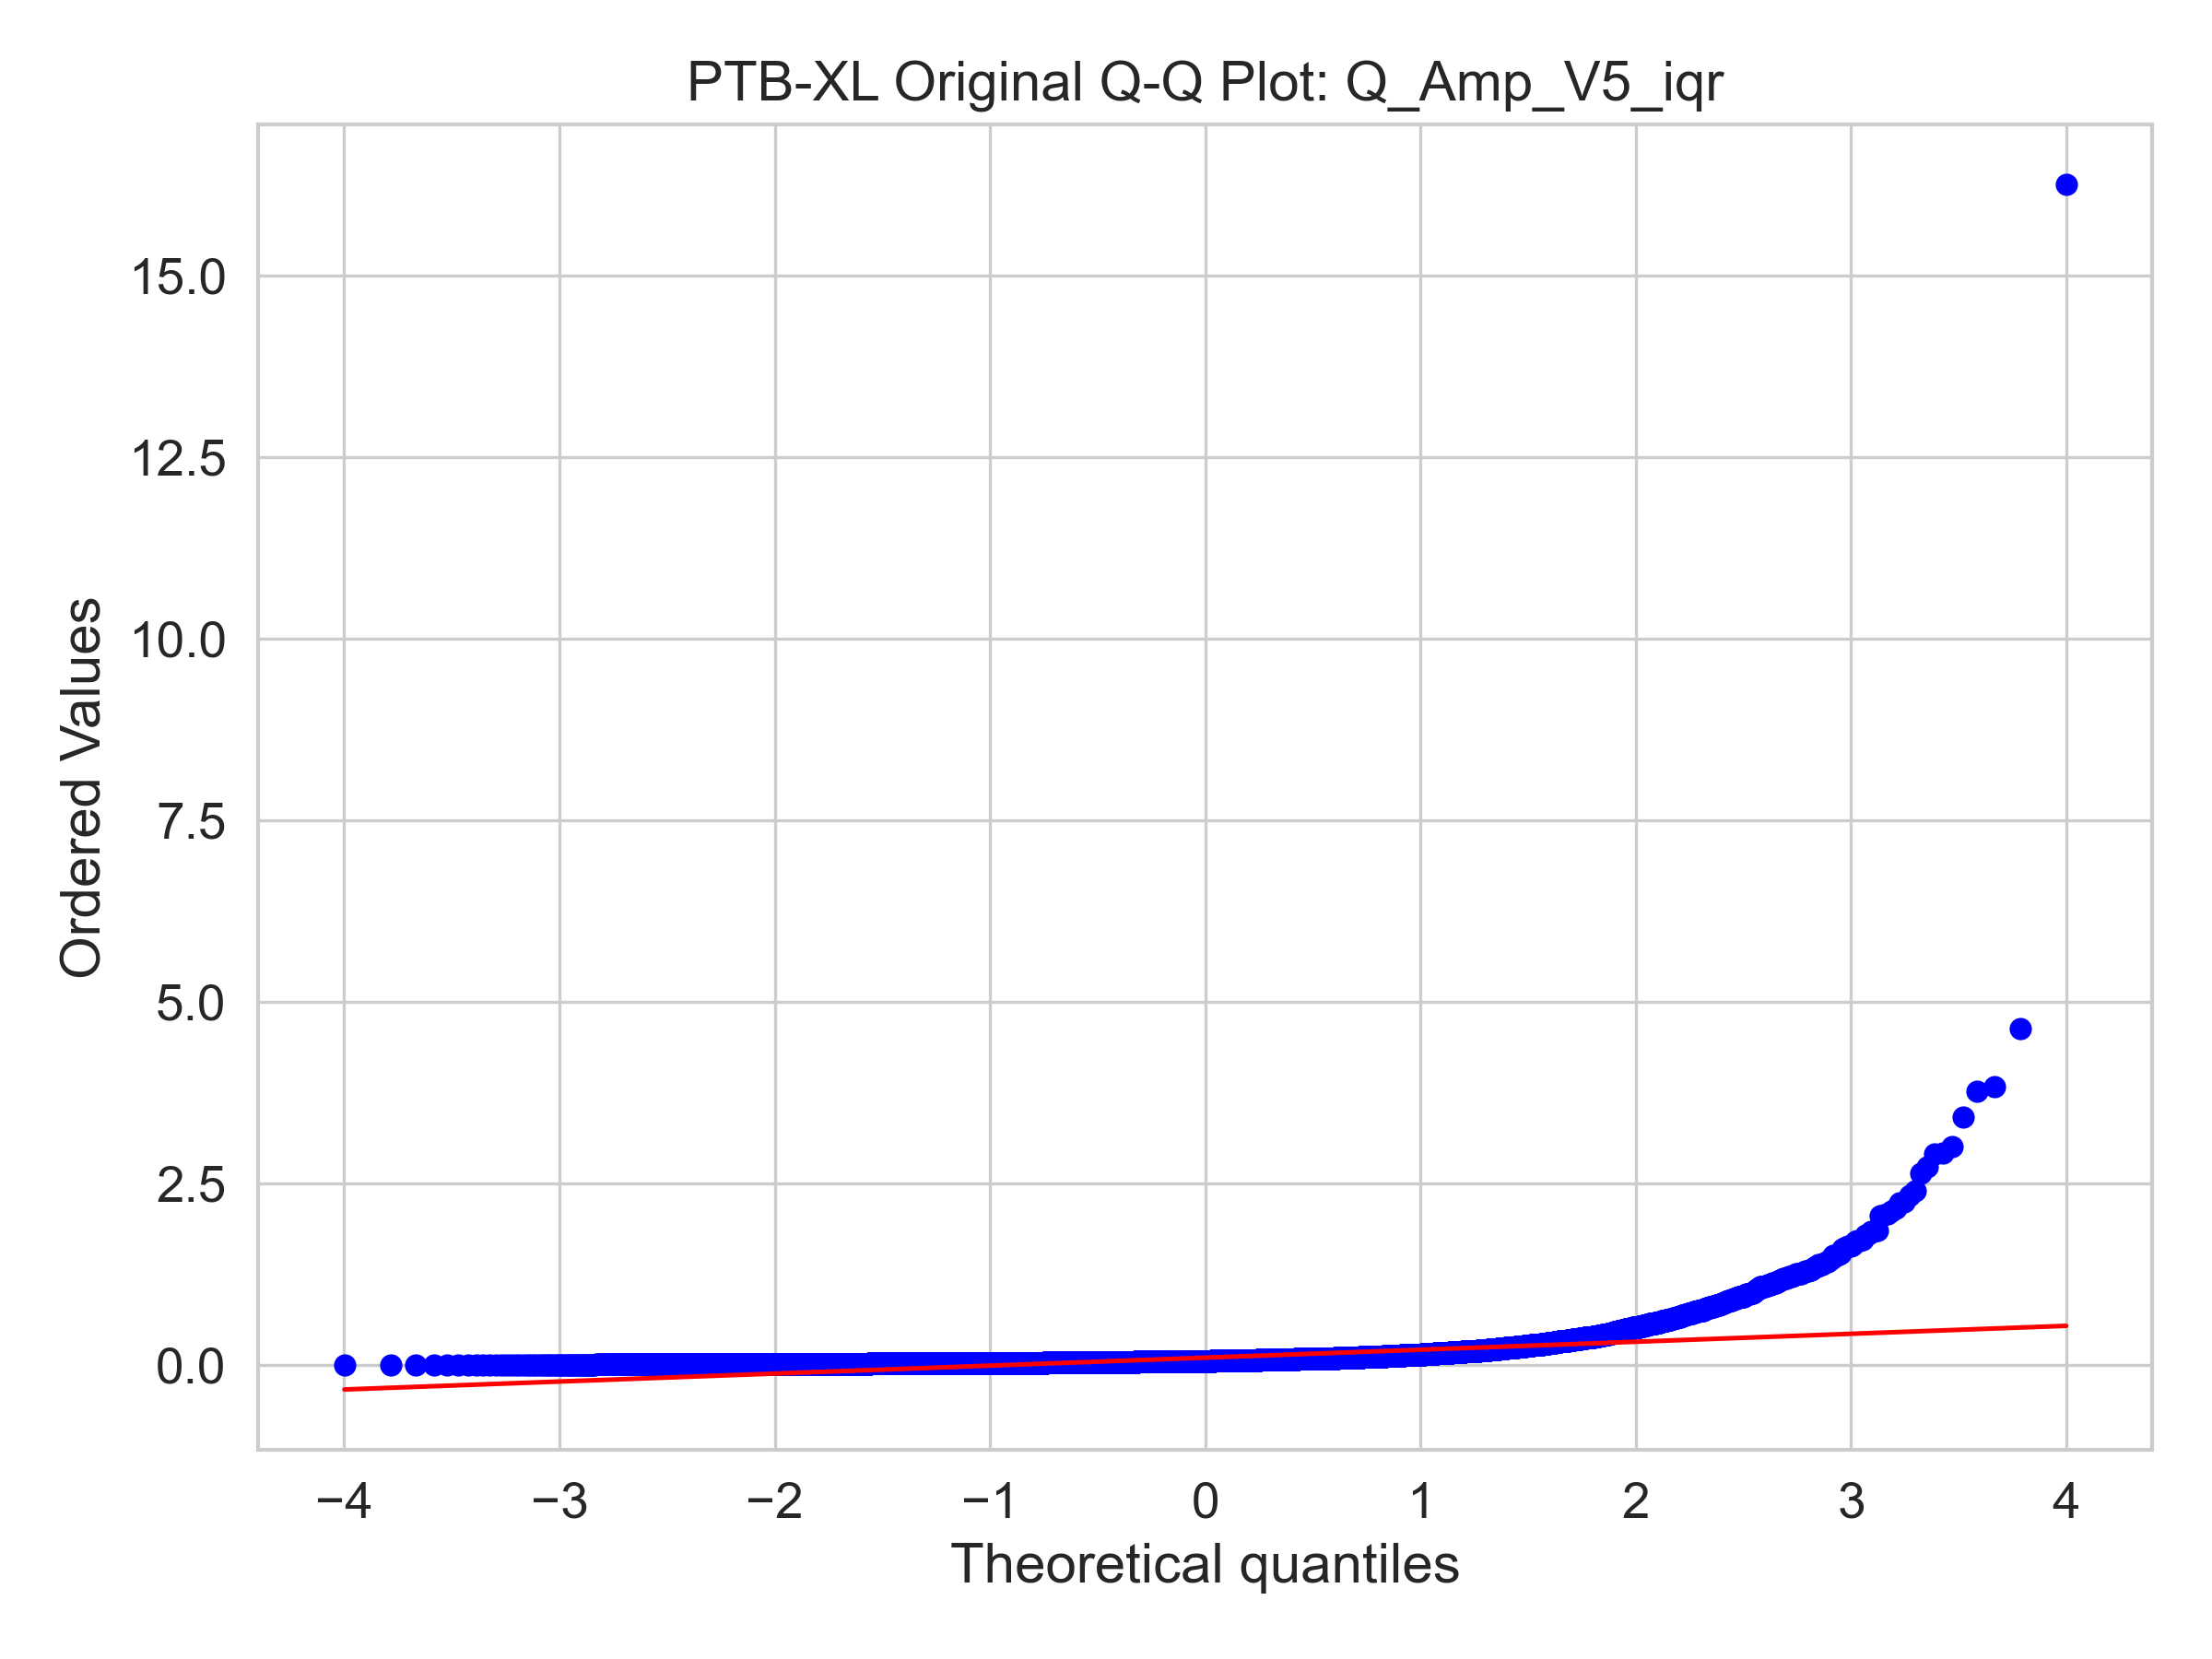 PTB-XL Original Q-Q Plot: Q_Amp_V5_iqr
15.0
12.5
10.0
7.5
5.0
2.5
0.0
Ordered Values
−4 −3 −2 −1 0 1 2 3 4
Theoretical quantiles